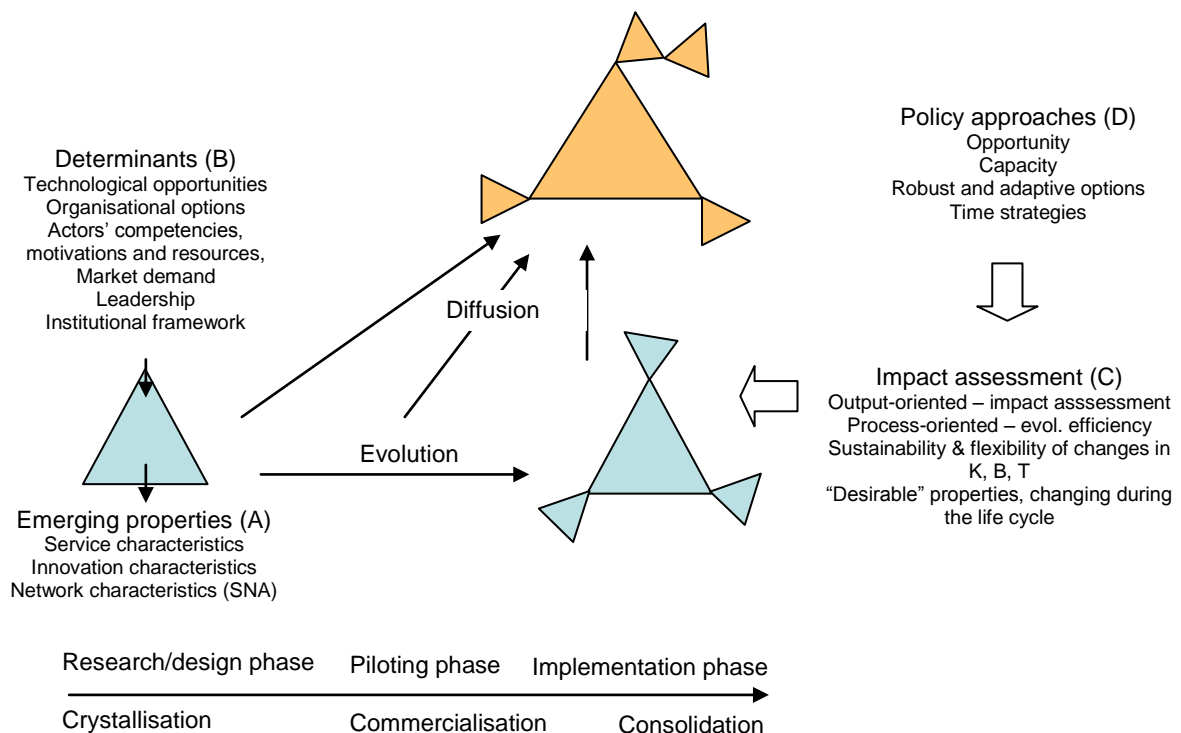 Determinants (B)
Technological opportunities
Organisational options
Actors’ competencies,
motivations and resources,
Market demand
Leadership
Institutional framework
Policy approaches (D)
Opportunity
Capacity
Robust and adaptive options
Time strategies
Diffusion
Evolution
Impact assessment (C)
Output-oriented – impact asssessment
Process-oriented – evol. efficiency
Sustainability & flexibility of changes in
K, B, T
“Desirable” properties, changing during
the life cycle
Emerging properties (A)
Service characteristics
Innovation characteristics
Network characteristics (SNA)
Research/design phase
Piloting phase
Implementation phase
Crystallisation
Commercialisation
Consolidation